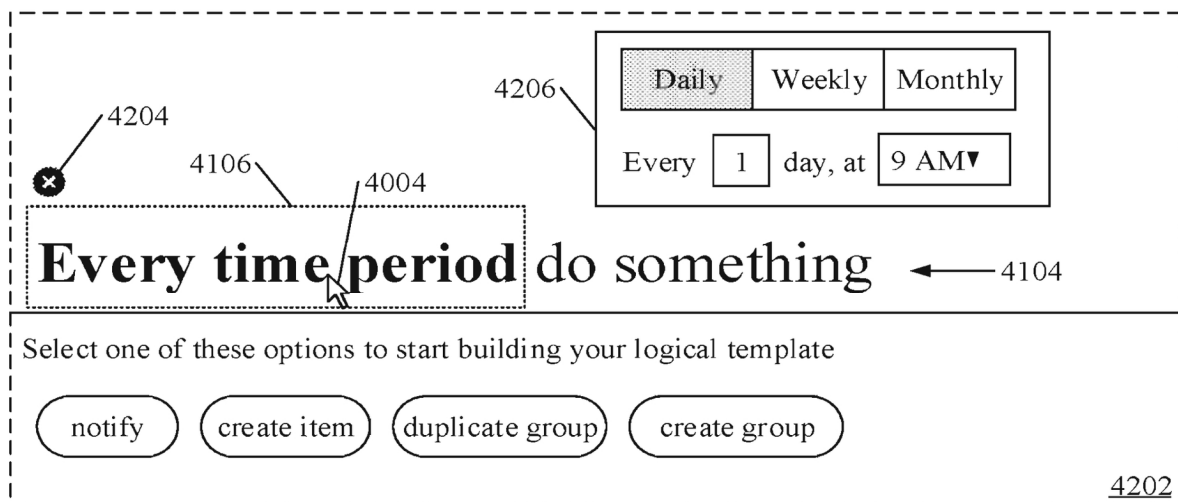 Daily Weekly Monthly
4206
4204
Every 1 day, at 9 AM▼
4106
4004
Every time period do something
4104
Select one of these options to start building your logical template
notify create item duplicate group create group
4202